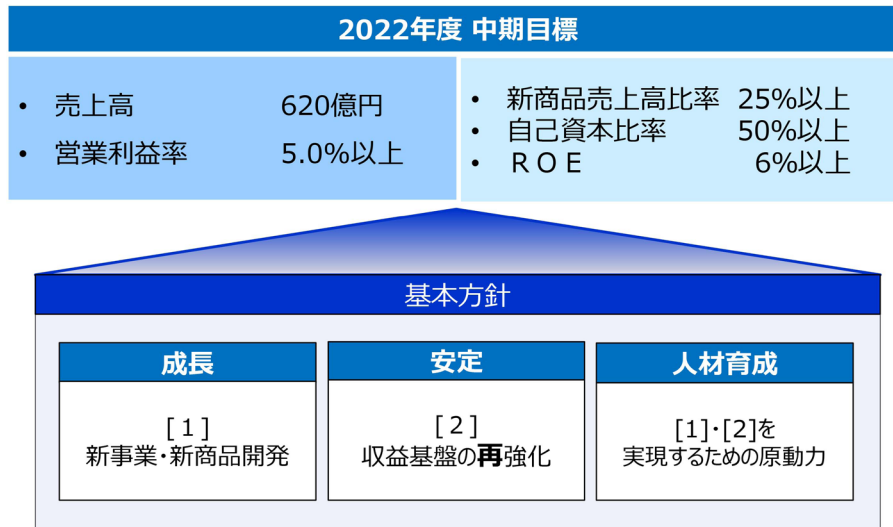 2022年度 中期目標
• 売上高 620億円
• 営業利益率 5.0%以上
• 新商品売上高比率 25%以上
• 自己資本比率 50%以上
• ＲＯＥ 6%以上
基本方針
成長
[１]
新事業・新商品開発
安定
[２]
収益基盤の再強化
人材育成
[1]・[2]を
実現するための原動力